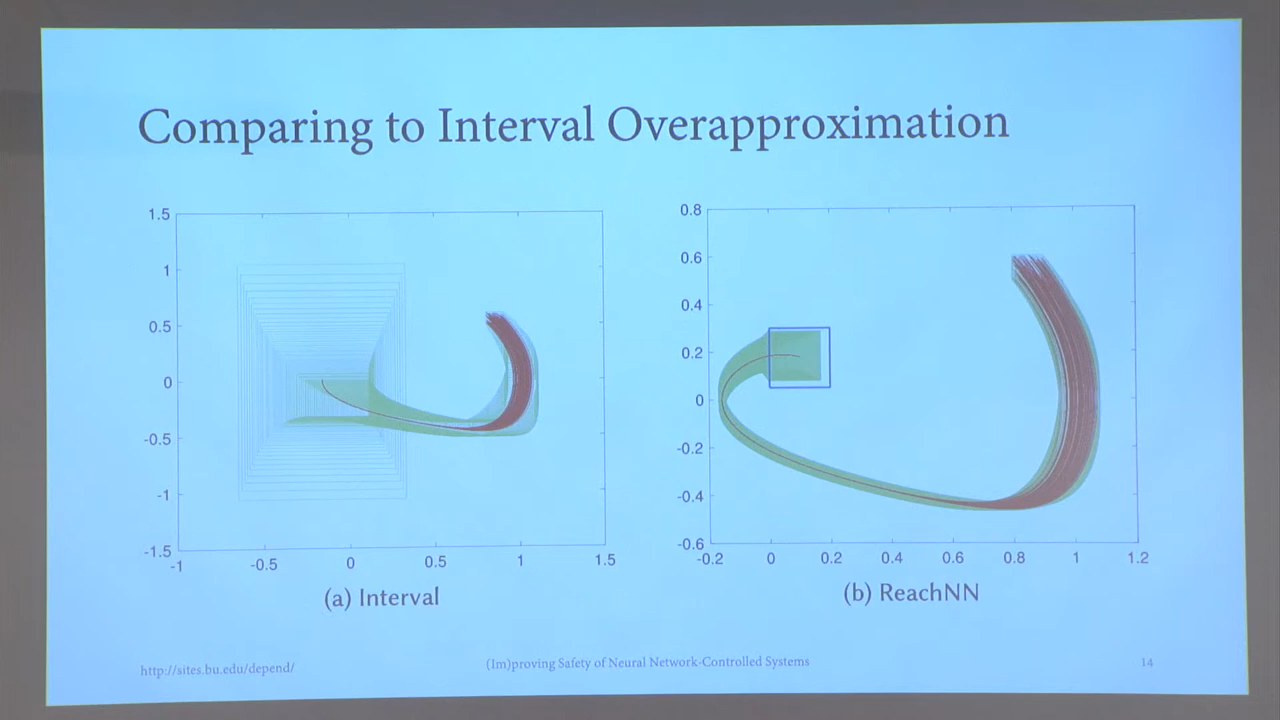 Comparing to Interval Overapproximation
1.5
1
0.5
0
-0.5
-1
-1.5
-1 -0.5 0 0.5 1 1.5
(a) Interval
0.8
0.6
0.4
0.2
0
-0.2
-0.4
-0.6
-0.2 0 0.2 0.4 0.6 0.8 1 1.2
(b) ReachNN
http://sites.bu.edu/depend/ (Im)proving Safety of Neural Network-Controlled Systems 14